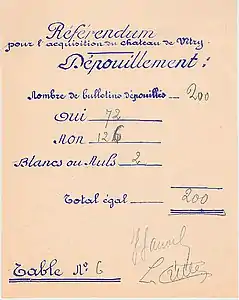 Référendum
pour l'acquisition du château de Vitry.
Dépouillement :
Nombre de bulletins dépouillés 200
Oui 72
Non 126
Blancs ou Nuls 2
Total égal 200
Table Nº 6